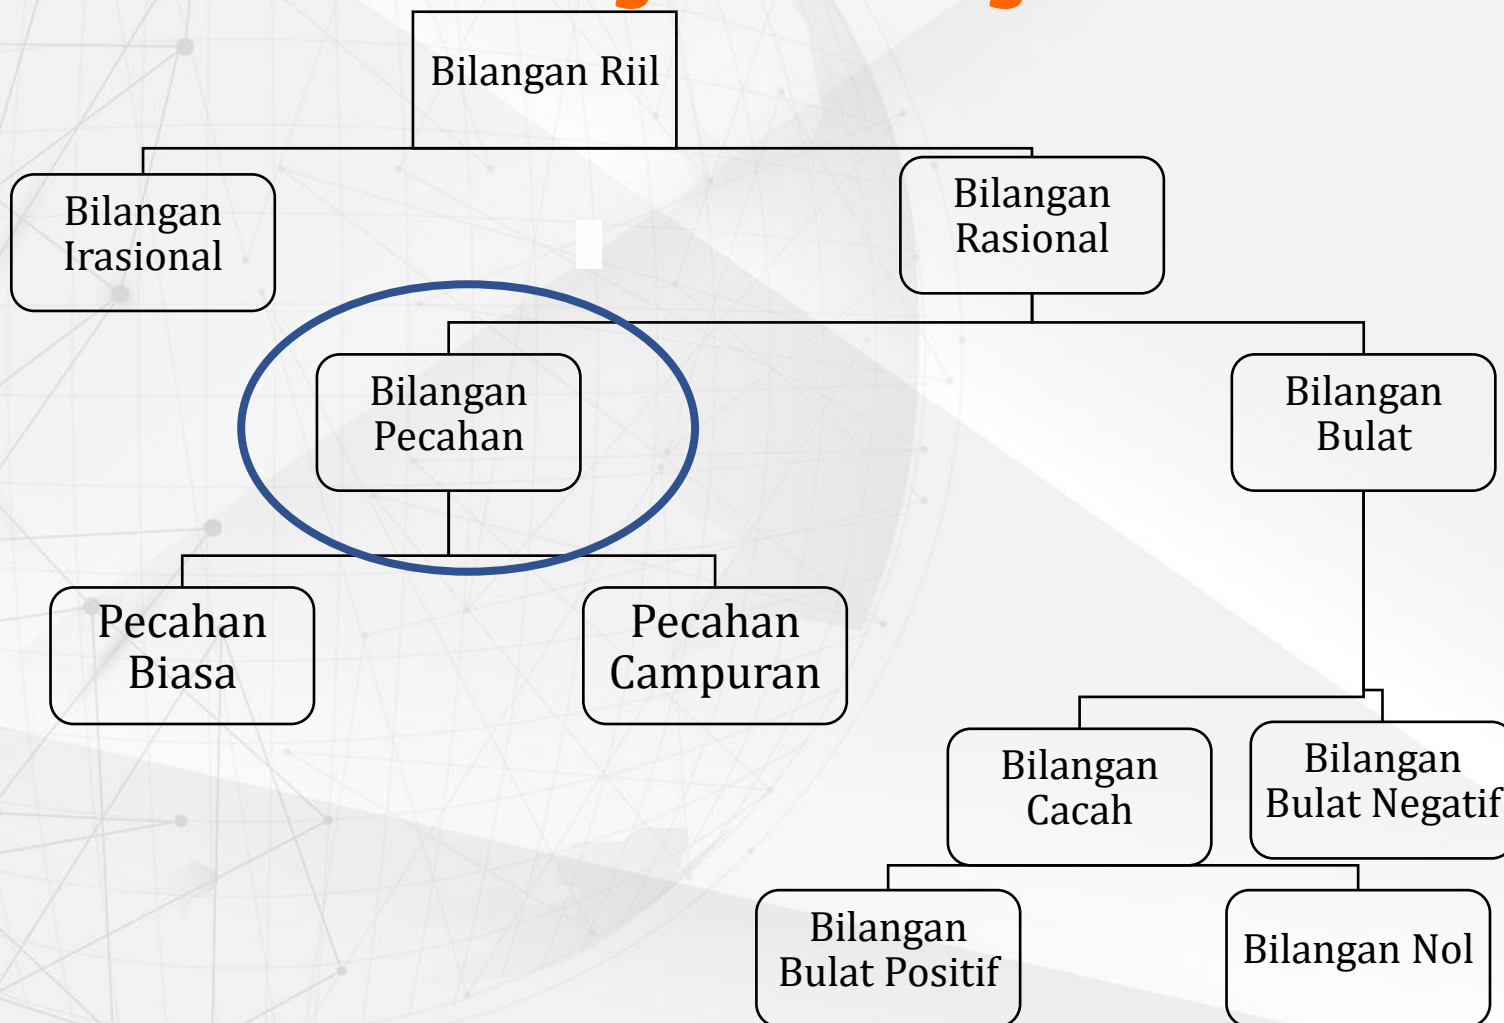 Bilangan Riil
Bilangan
Irasional
Bilangan
Rasional
Bilangan
Pecahan
Bilangan
Bulat
Pecahan
Biasa
Pecahan
Campuran
Bilangan
Cacah
Bilangan
Bulat Negatif
Bilangan
Bulat Positif
Bilangan Nol